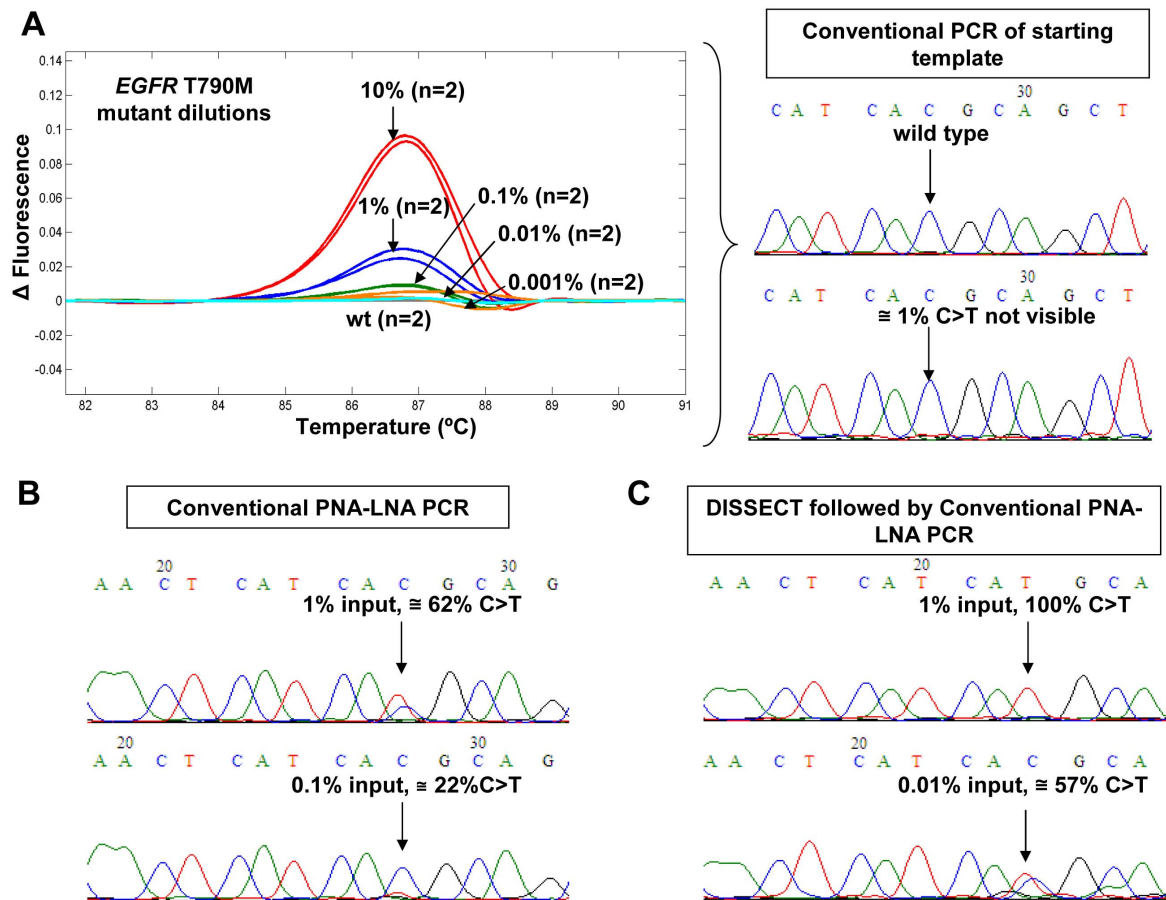 A
EGFR T790M
mutant dilutions
0.14
0.12
0.1
0.08
0.06
0.04
0.02
0
-0.02
-0.04
Δ Fluorescence
10% (n=2)
1% (n=2)
0.1% (n=2)
0.01% (n=2)
0.001% (n=2)
wt (n=2)
82 83 84 85 86 87 88 89 90 91
Temperature (ºC)
Conventional PCR of starting
template
30
C A T C A C G C A G C T
wild type
30
C A T C A C G C A G C T
≅ 1% C>T not visible
B
Conventional PNA-LNA PCR
20 30
A A C T C A T C A C G C A G
1% input, ≅ 62% C>T
20 30
A A C T C A T C A C G C A G
0.1% input, ≅ 22%C>T
C
DISSECT followed by Conventional PNA-
LNA PCR
20
A A C T C A T C A T G C A
1% input, 100% C>T
20
A A C T C A T C A C G C A
0.01% input, ≅ 57% C>T